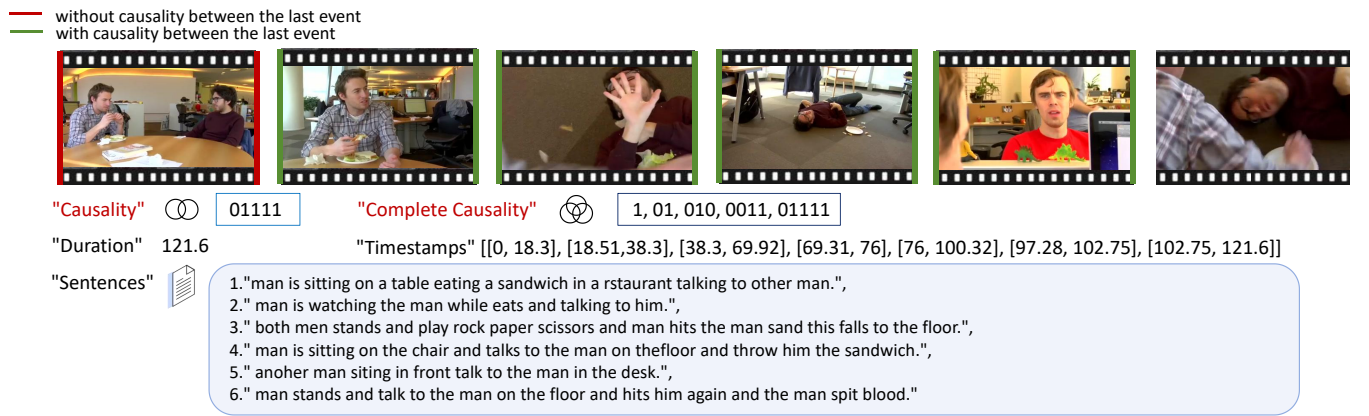 without causality between the last event
with causality between the last event
"Causality" 01111 "Complete Causality" 1, 01, 010, 0011, 01111
"Duration" 121.6 "Timestamps" [[0, 18.3], [18.51,38.3], [38.3, 69.92], [69.31, 76], [76, 100.32], [97.28, 102.75], [102.75, 121.6]]
"Sentences"
1."man is sitting on a table eating a sandwich in a rstaurant talking to other man.",
2." man is watching the man while eats and talking to him.",
3." both men stands and play rock paper scissors and man hits the man sand this falls to the floor.",
4." man is sitting on the chair and talks to the man on thefloor and throw him the sandwich.",
5." anoher man siting in front talk to the man in the desk.",
6." man stands and talk to the man on the floor and hits him again and the man spit blood."